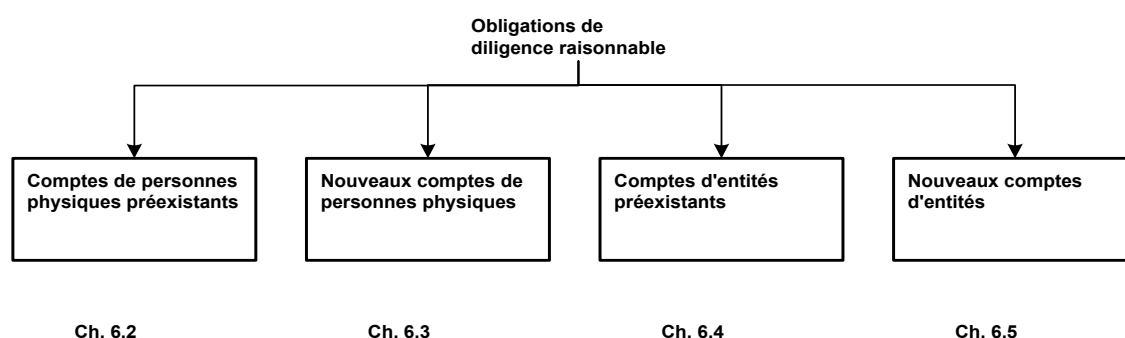 Obligations de
diligence raisonnable
Comptes de personnes
physiques préexistants
Nouveaux comptes de
personnes physiques
Comptes d'entités
préexistants
Nouveaux comptes
d'entités
Ch. 6.2
Ch. 6.3
Ch. 6.4
Ch. 6.5